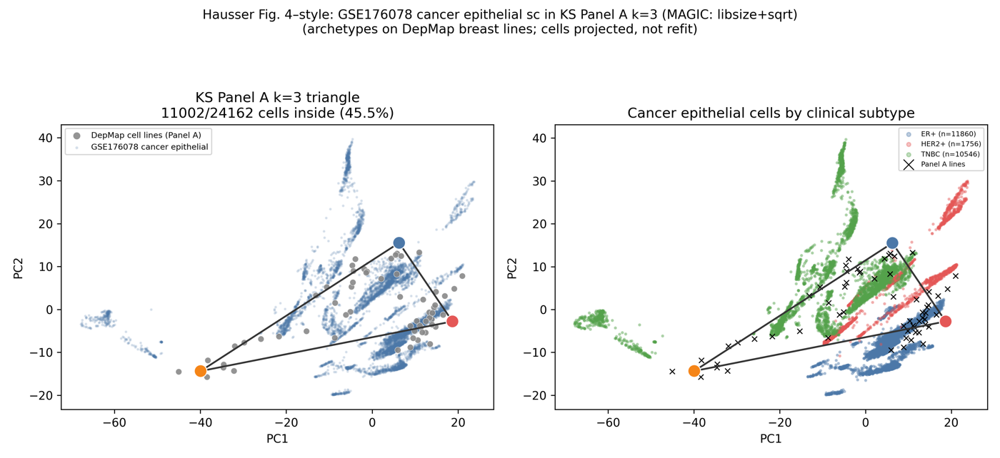 Hausser Fig. 4–style: GSE176078 cancer epithelial sc in KS Panel A k=3 (MAGIC: libsize+sqrt)
(archetypes on DepMap breast lines; cells projected, not refit)
KS Panel A k=3 triangle
11002/24162 cells inside (45.5%)
DepMap cell lines (Panel A)
GSE176078 cancer epithelial
PC2
40
30
20
10
0
−10
−20
−60
−40
−20
0
20
PC1
Cancer epithelial cells by clinical subtype
ER+ (n=11860)
HER2+ (n=1756)
TNBC (n=10546)
Panel A lines
PC2
40
30
20
10
0
−10
−20
−60
−40
−20
0
20
PC1